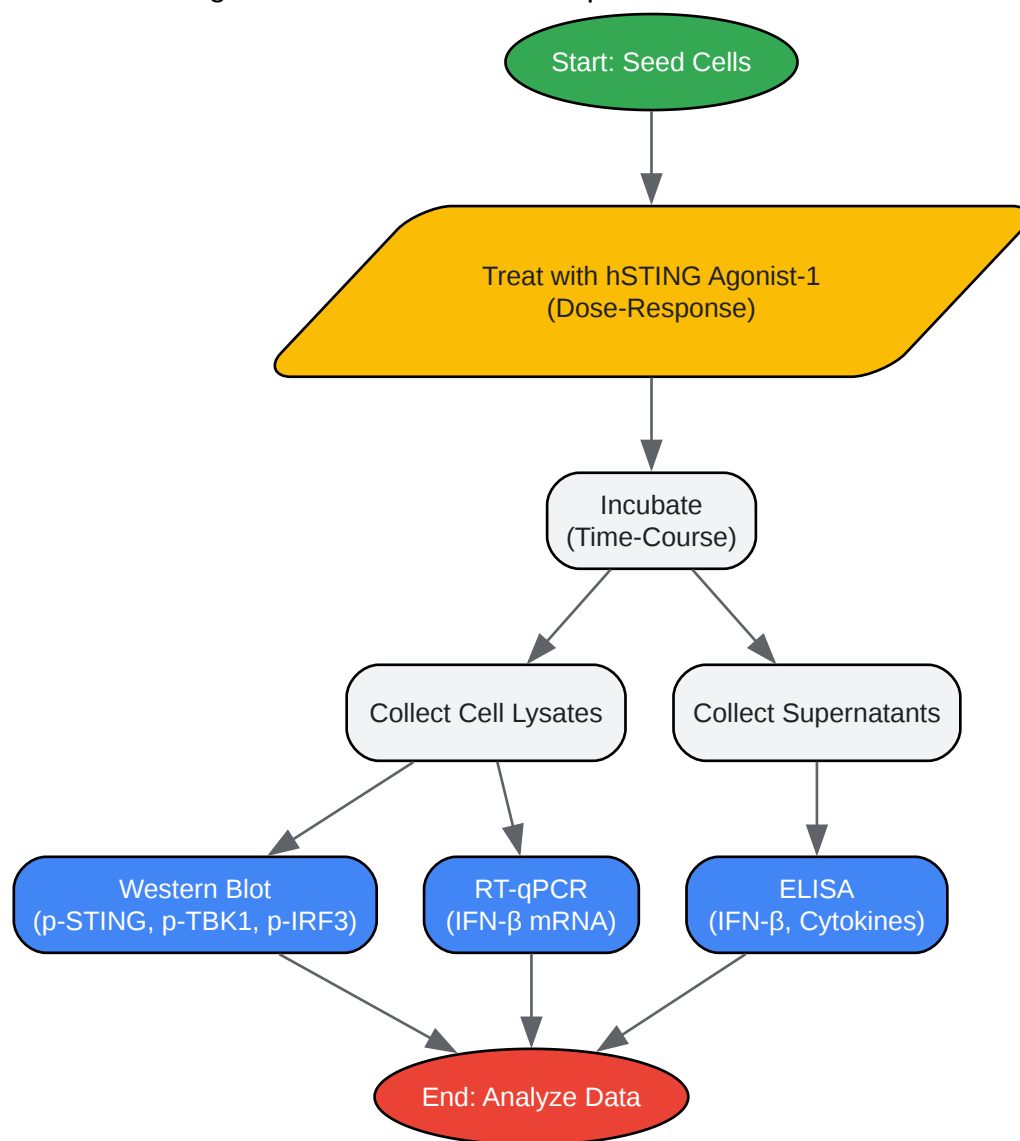 Start: Seed Cells
Treat with hSTING Agonist-1
(Dose-Response)
Incubate
(Time-Course)
Collect Cell Lysates
Collect Supernatants
Western Blot
(p-STING, p-TBK1, p-IRF3)
RT-qPCR
(IFN-β mRNA)
ELISA
(IFN-β, Cytokines)
End: Analyze Data